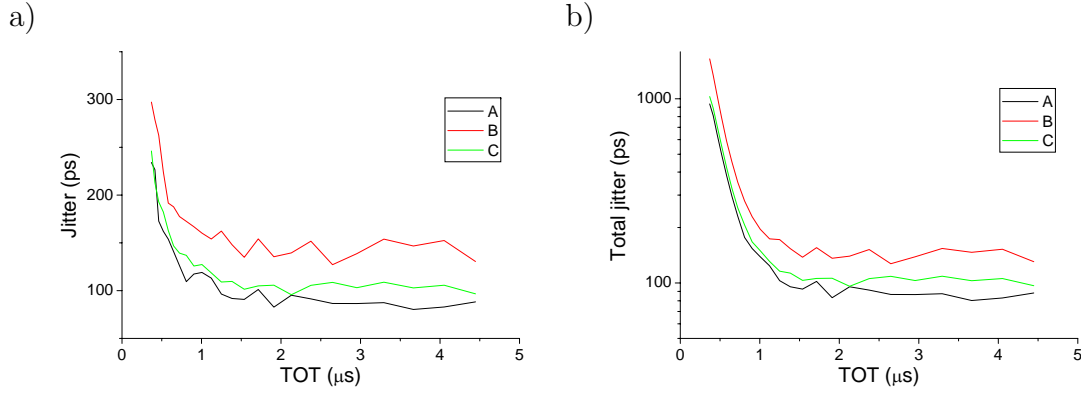 a)
Jitter (ps)
300
200
100
0 1 2 3 4 5
TOT (μs)
A
B
C
b)
Total jitter (ps)
1000
100
0 1 2 3 4 5
TOT (μs)
A
B
C